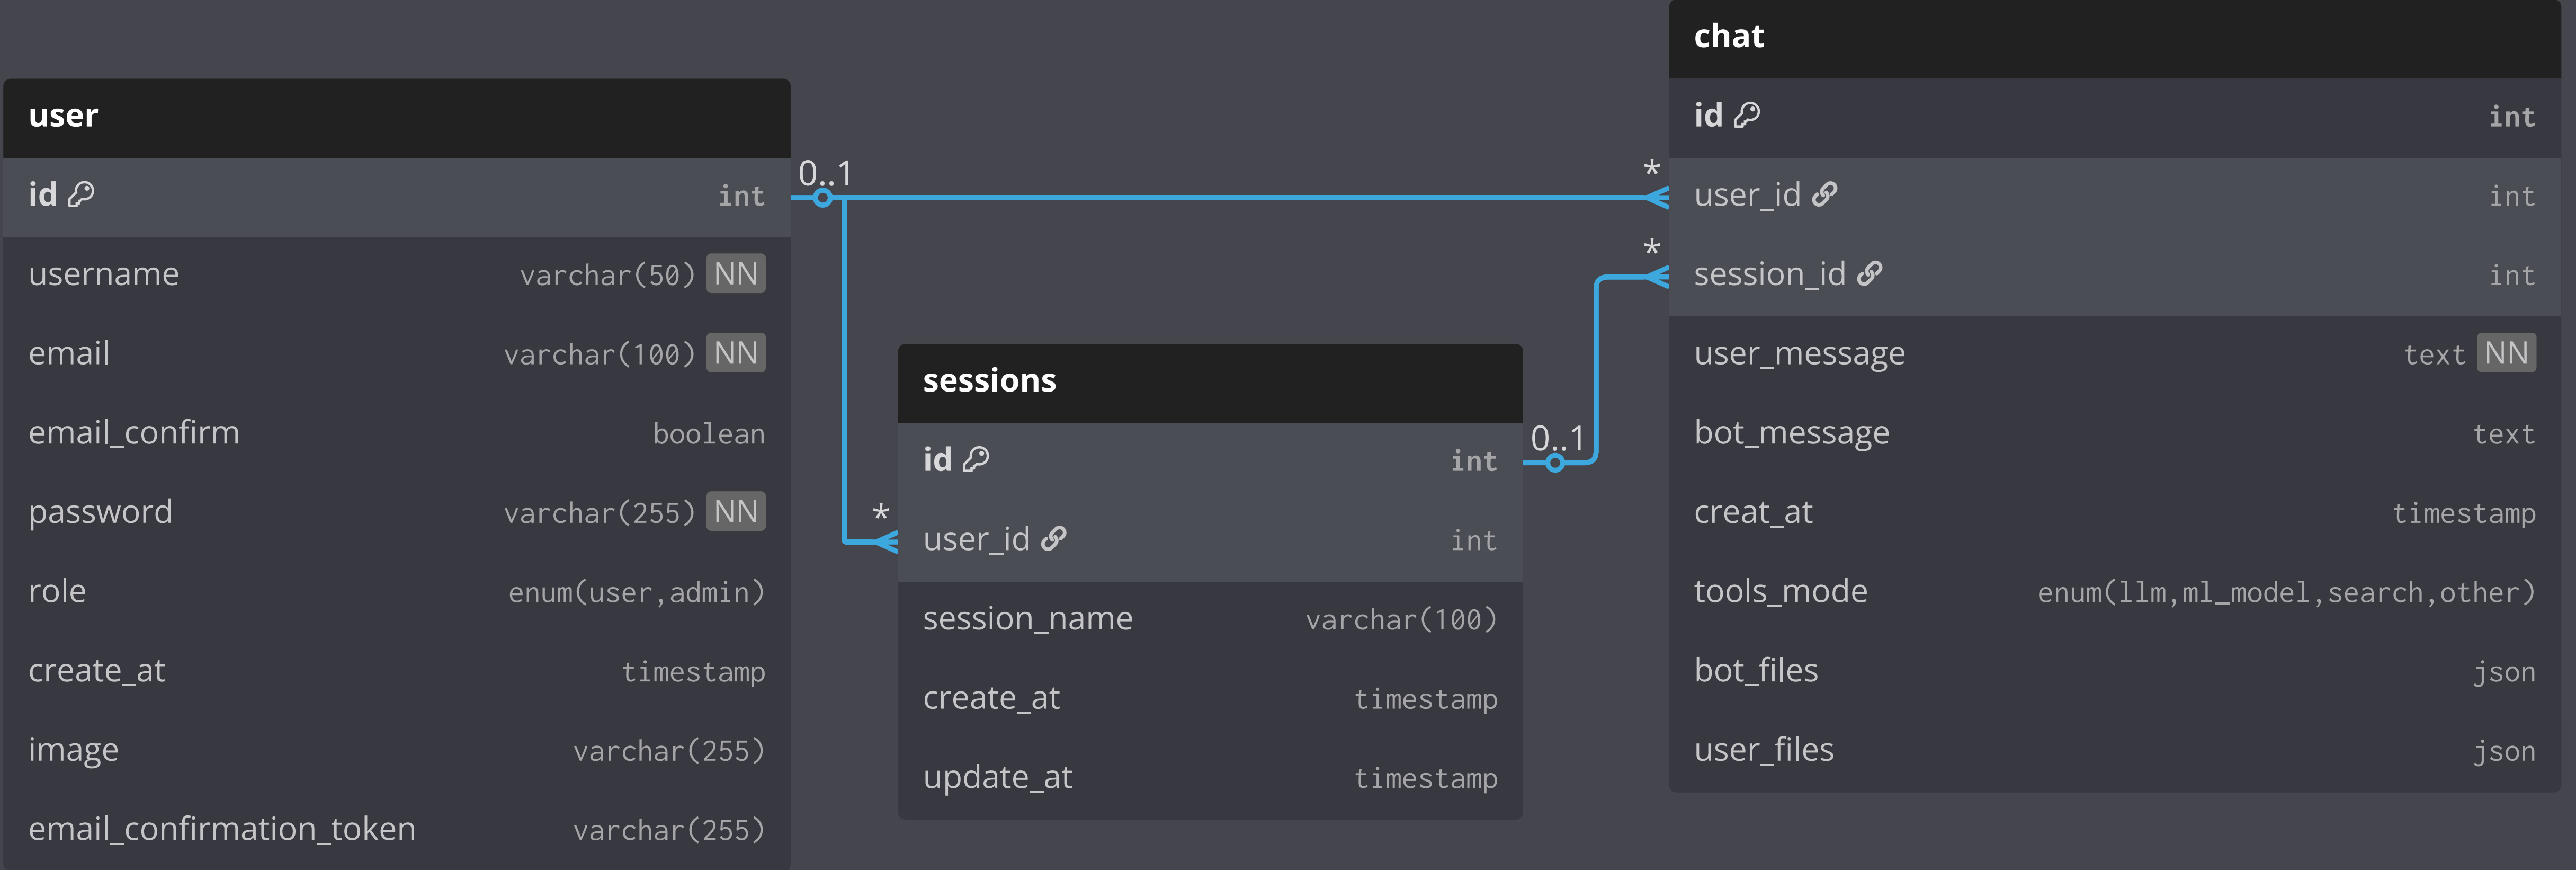 user
id int
username varchar(50) NN
email varchar(100) NN
email_confirm boolean
password varchar(255) NN
role enum(user,admin)
create_at timestamp
image varchar(255)
email_confirmation_token varchar(255)
0..1
*
*
*
0..1
sessions
id int
user_id int
session_name varchar(100)
create_at timestamp
update_at timestamp
chat
id int
user_id int
session_id int
user_message text NN
bot_message text
creat_at timestamp
tools_mode enum(llm,ml_model,search,other)
bot_files json
user_files json